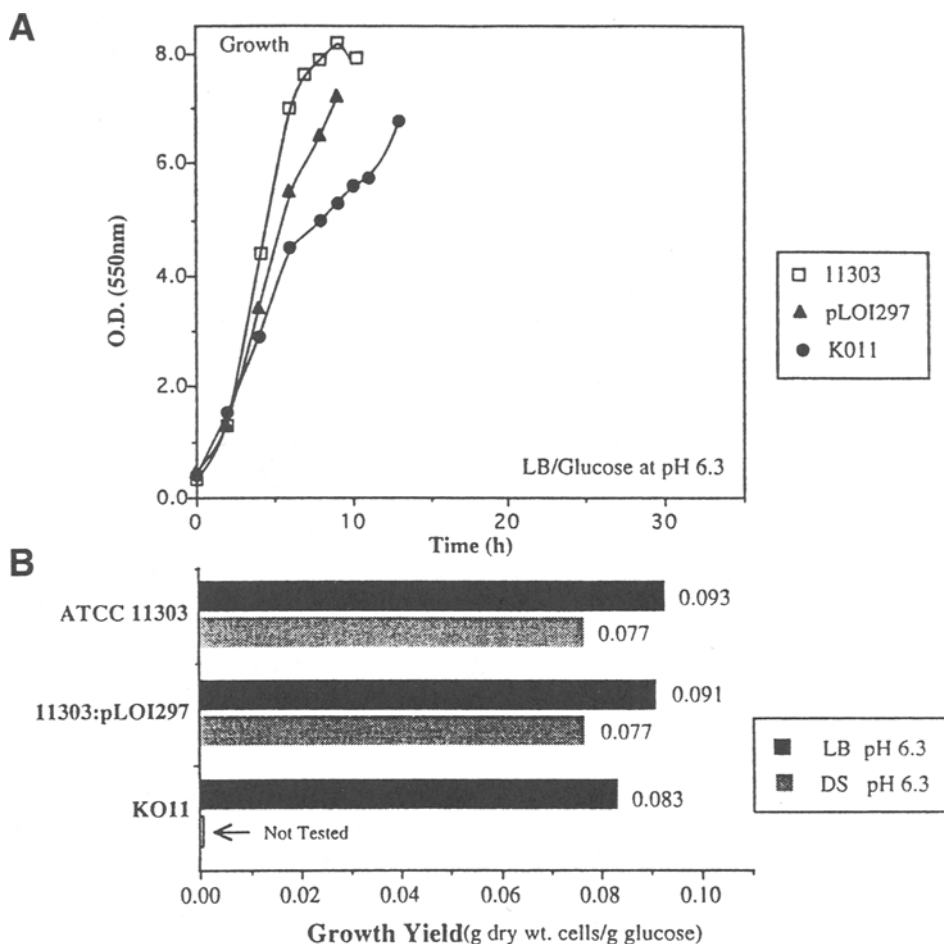 A
Growth
8.0
6.0
4.0
2.0
0.0
O.D. (550nm)
0
10
20
30
Time (h)
LB/Glucose at pH 6.3
11303
pLOI297
K011
B
ATCC 11303
0.093
0.077
11303:pLOI297
0.091
0.077
KO11
0.083
Not Tested
LB pH 6.3
DS pH 6.3
0.00
0.02
0.04
0.06
0.08
0.10
Growth Yield(g dry wt. cells/g glucose)